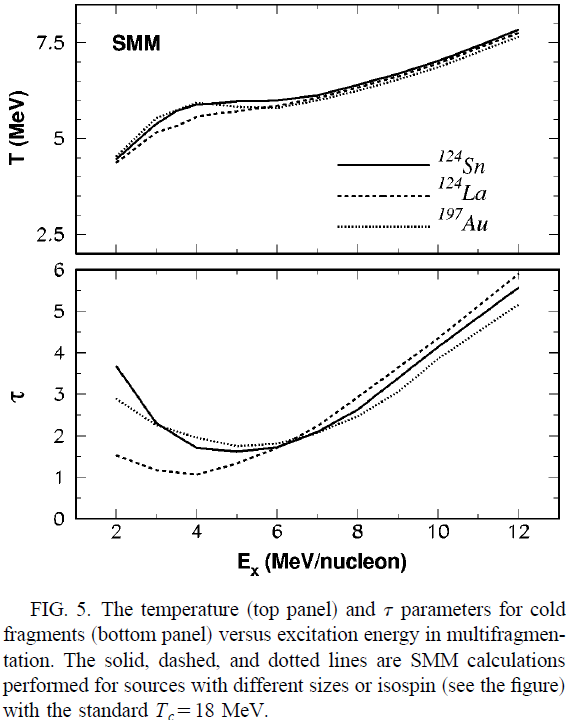 SMM
7.5
5
2.5
T (MeV)
¹²⁴Sn
¹²⁴La
¹⁹⁷Au
6
5
4
3
2
1
0
τ
2 4 6 8 10 12
Eₓ (MeV/nucleon)
FIG. 5. The temperature (top panel) and τ parameters for cold
fragments (bottom panel) versus excitation energy in multifragmen-
tation. The solid, dashed, and dotted lines are SMM calculations
performed for sources with different sizes or isospin (see the figure)
with the standard T_c=18 MeV.